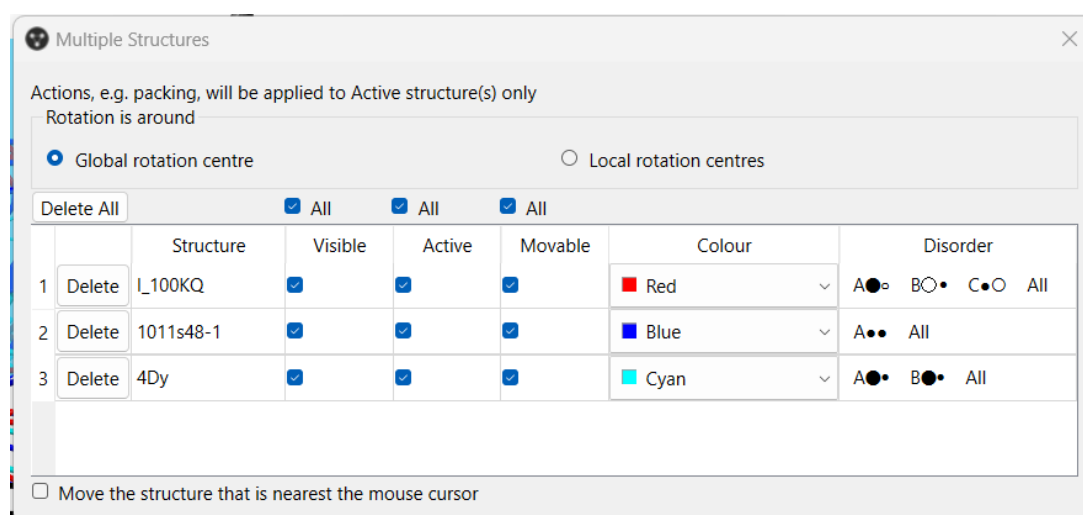 Multiple Structures
Actions, e.g. packing, will be applied to Active structure(s) only
Rotation is around
Global rotation centre Local rotation centres
Delete All All All All
Structure Visible Active Movable Colour Disorder
1 Delete I_100KQ Red A B C All
2 Delete 1011s48-1 Blue A All
3 Delete 4Dy Cyan A B All
Move the structure that is nearest the mouse cursor